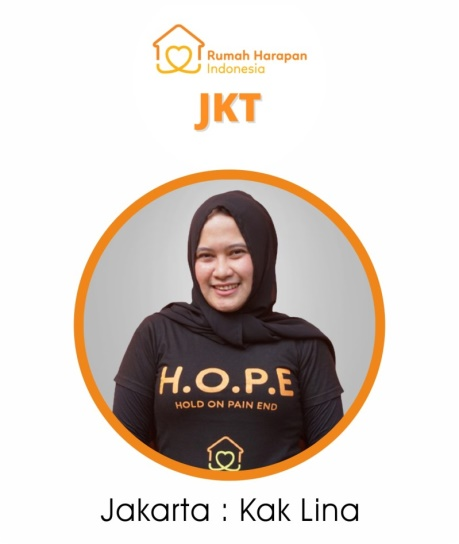 Rumah Harapan
Indonesia
JKT
H.O.P.E
HOLD ON PAIN END
Jakarta : Kak Lina